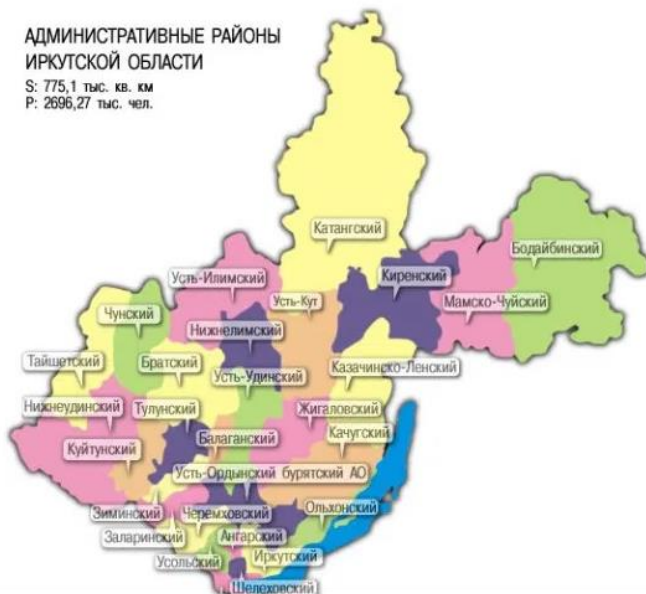 АДМИНИСТРАТИВНЫЕ РАЙОНЫ
ИРКУТСКОЙ ОБЛАСТИ
S: 775,1 тыс. кв. км
P: 2696,27 тыс. чел.
Катангский
Бодайбинский
Усть-Илимский
Киренский
Усть-Кут
Мамско-Чуйский
Чунский
Нижнелимский
Тайшетский
Братский
Казачинско-Ленский
Усть-Удинский
Нижнеудинский
Тулунский
Жигаловский
Балаганский
Качугский
Куйтунский
Усть-Ордынский бурятский АО
Зиминский
Черемховский
Ольхонский
Заларинский
Ангарский
Усольский
Иркутский
Шелеховский